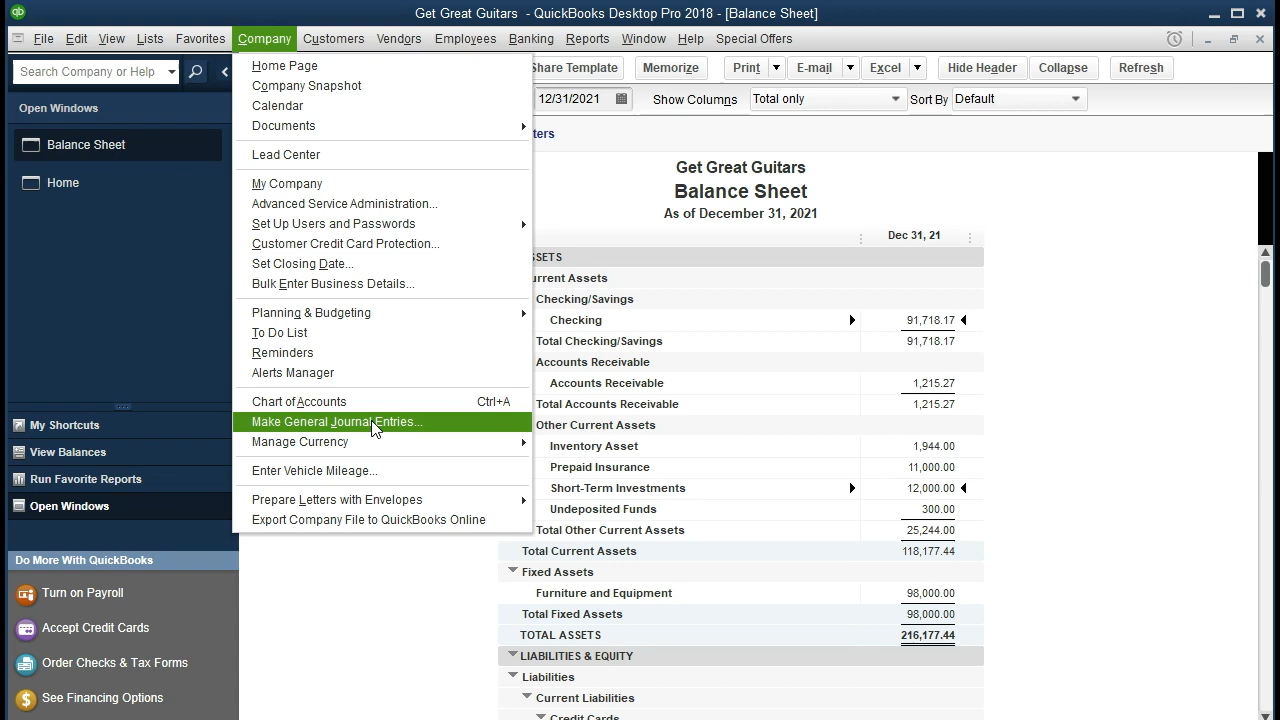 qb
Get Great Guitars - QuickBooks Desktop Pro 2018 - [Balance Sheet]
File Edit View Lists Favorites Company Customers Vendors Employees Banking Reports Window Help Special Offers
Search Company or Help
Share Template Memorize Print E-mail Excel Hide Header Collapse Refresh
12/31/2021 Show Columns Total only Sort By Default
Open Windows
Balance Sheet
Home
My Shortcuts
View Balances
Run Favorite Reports
Open Windows
Do More With QuickBooks
Turn on Payroll
Accept Credit Cards
Order Checks & Tax Forms
See Financing Options
Home Page
Company Snapshot
Calendar
Documents
Lead Center
My Company
Advanced Service Administration...
Set Up Users and Passwords
Customer Credit Card Protection...
Set Closing Date...
Bulk Enter Business Details...
Planning & Budgeting
To Do List
Reminders
Alerts Manager
Chart of Accounts Ctrl+A
Make General Journal Entries...
Manage Currency
Enter Vehicle Mileage...
Prepare Letters with Envelopes
Export Company File to QuickBooks Online
ters
Get Great Guitars
Balance Sheet
As of December 31, 2021
Dec 31, 21
SSETS
urrent Assets
Checking/Savings
Checking 91,718.17
Total Checking/Savings 91,718.17
Accounts Receivable
Accounts Receivable 1,215.27
Total Accounts Receivable 1,215.27
Other Current Assets
Inventory Asset 1,944.00
Prepaid Insurance 11,000.00
Short-Term Investments 12,000.00
Undeposited Funds 300.00
Total Other Current Assets 25,244.00
Total Current Assets 118,177.44
Fixed Assets
Furniture and Equipment 98,000.00
Total Fixed Assets 98,000.00
TOTAL ASSETS 216,177.44
LIABILITIES & EQUITY
Liabilities
Current Liabilities
Credit Cards